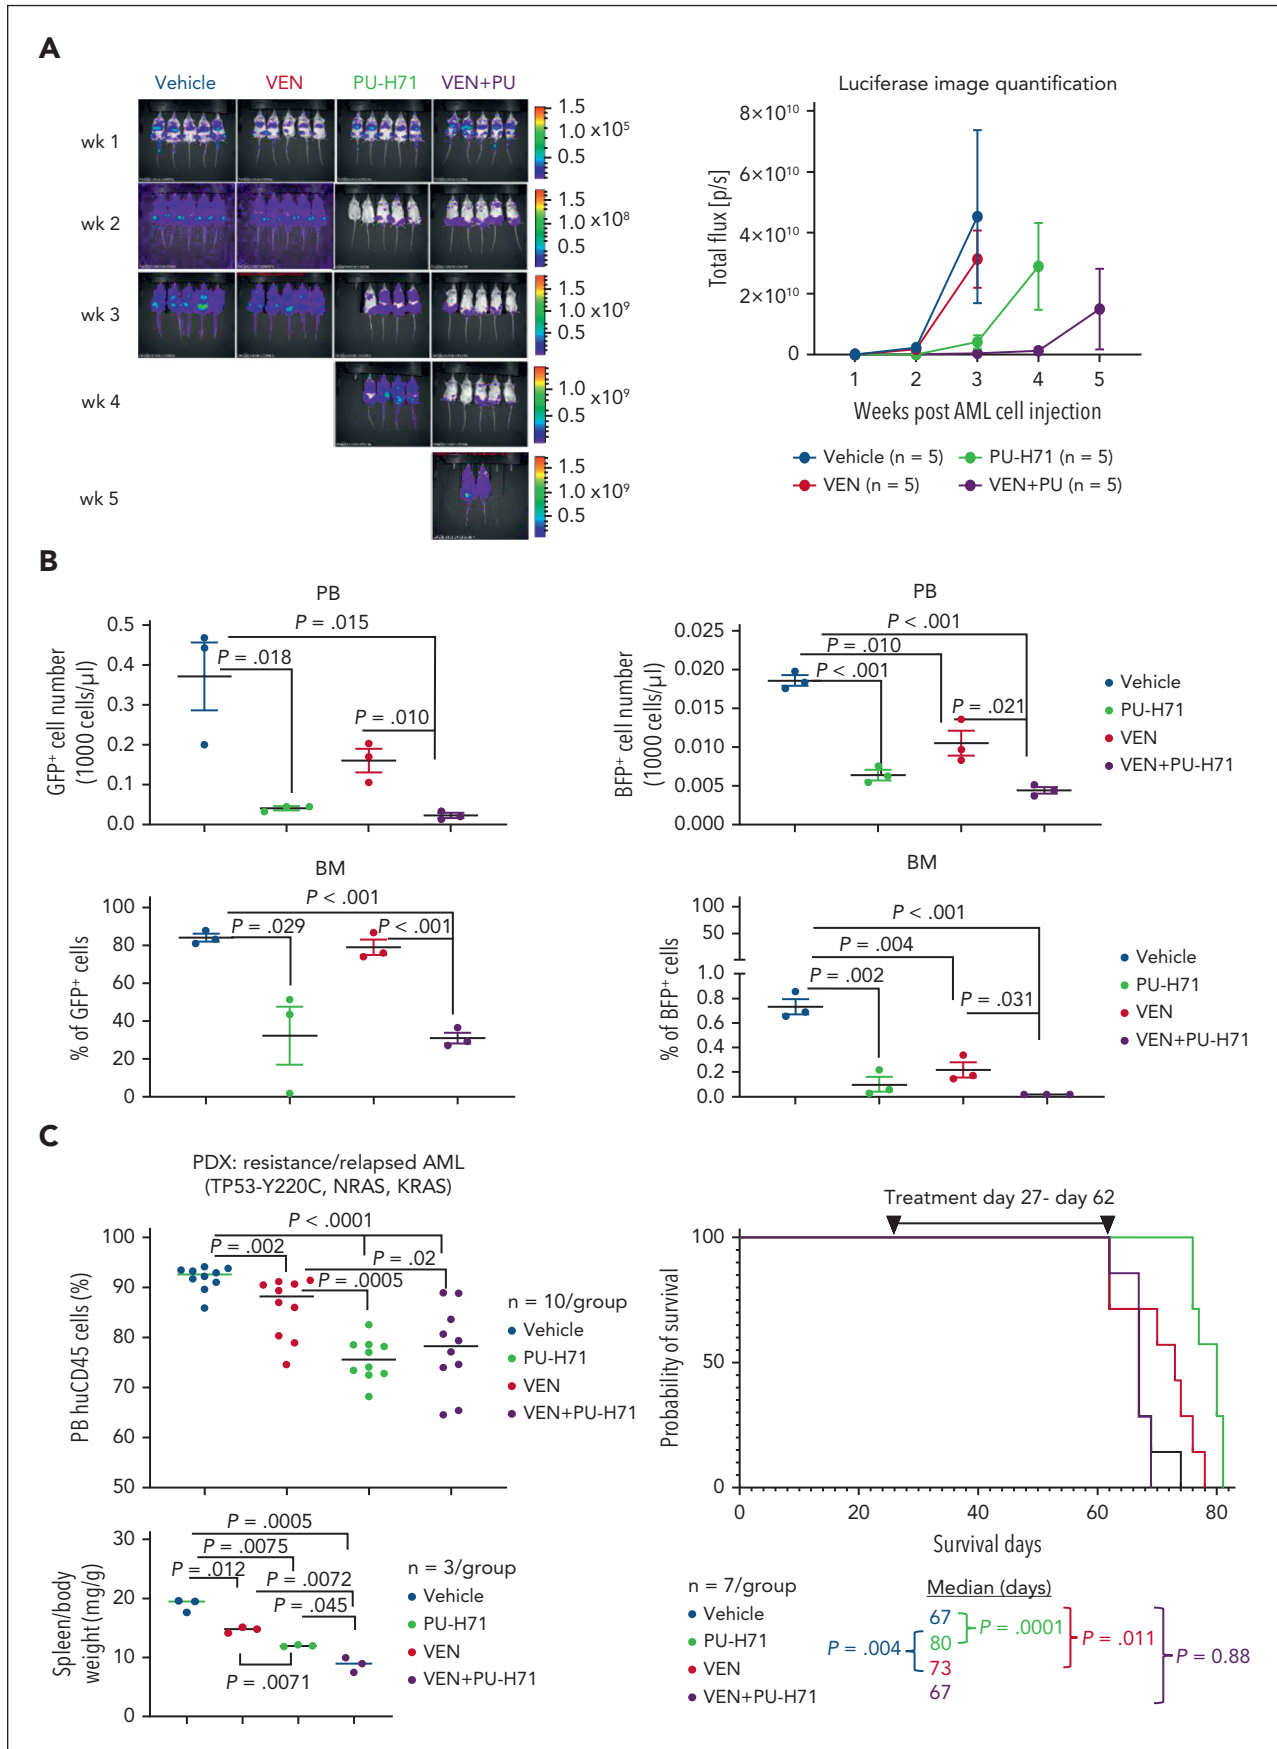 A
Vehicle VEN PU-H71 VEN+PU
wk 1
1.5
1.0 x10⁵
0.5
wk 2
1.5
1.0 x10⁸
0.5
wk 3
1.5
1.0 x10⁹
0.5
wk 4
1.0
x10⁹
0.5
wk 5
1.5
1.0 x10⁹
0.5
Luciferase image quantification
Total flux [p/s]
8×10¹⁰
6×10¹⁰
4×10¹⁰
2×10¹⁰
0
1 2 3 4 5
Weeks post AML cell injection
Vehicle (n = 5) PU-H71 (n = 5)
VEN (n = 5) VEN+PU (n = 5)
B
PB
GFP⁺ cell number
(1000 cells/µl)
0.5
0.4
0.3
0.2
0.1
0.0
P = .015
P = .018
P = .010
PB
BFP⁺ cell number
(1000 cells/µl)
0.025
0.020
0.015
0.010
0.005
0.000
P < .001
P = .010
P < .001
P = .021
Vehicle
PU-H71
VEN
VEN+PU-H71
BM
% of GFP⁺ cells
100
80
60
40
20
0
P < .001
P = .029
P < .001
BM
% of BFP⁺ cells
100
50
1.0
0.8
0.6
0.4
0.2
0.0
P < .001
P = .004
P = .002
P = .031
Vehicle
PU-H71
VEN
VEN+PU-H71
C
PDX: resistance/relapsed AML
(TP53-Y220C, NRAS, KRAS)
PB huCD45 cells (%)
100
90
80
70
60
50
P < .0001
P = .002
P = .02
P = .0005
n = 10/group
Vehicle
PU-H71
VEN
VEN+PU-H71
Treatment day 27- day 62
Probability of survival
100
50
0
0 20 40 60 80
Survival days
Spleen/body
weight (mg/g)
30
20
10
0
P = .0005
P = .0075
P = .012
P = .0072
P = .045
P = .0071
n = 3/group
Vehicle
PU-H71
VEN
VEN+PU-H71
n = 7/group
Vehicle
PU-H71
VEN
VEN+PU-H71
Median (days)
67
80
73
67
P = .004
P = .0001
P = .011
P = 0.88